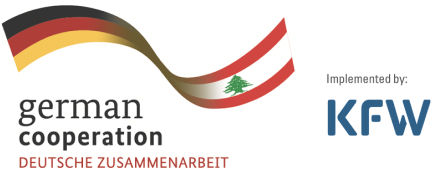 german
cooperation
DEUTSCHE ZUSAMMENARBEIT
Implemented by:
KFW